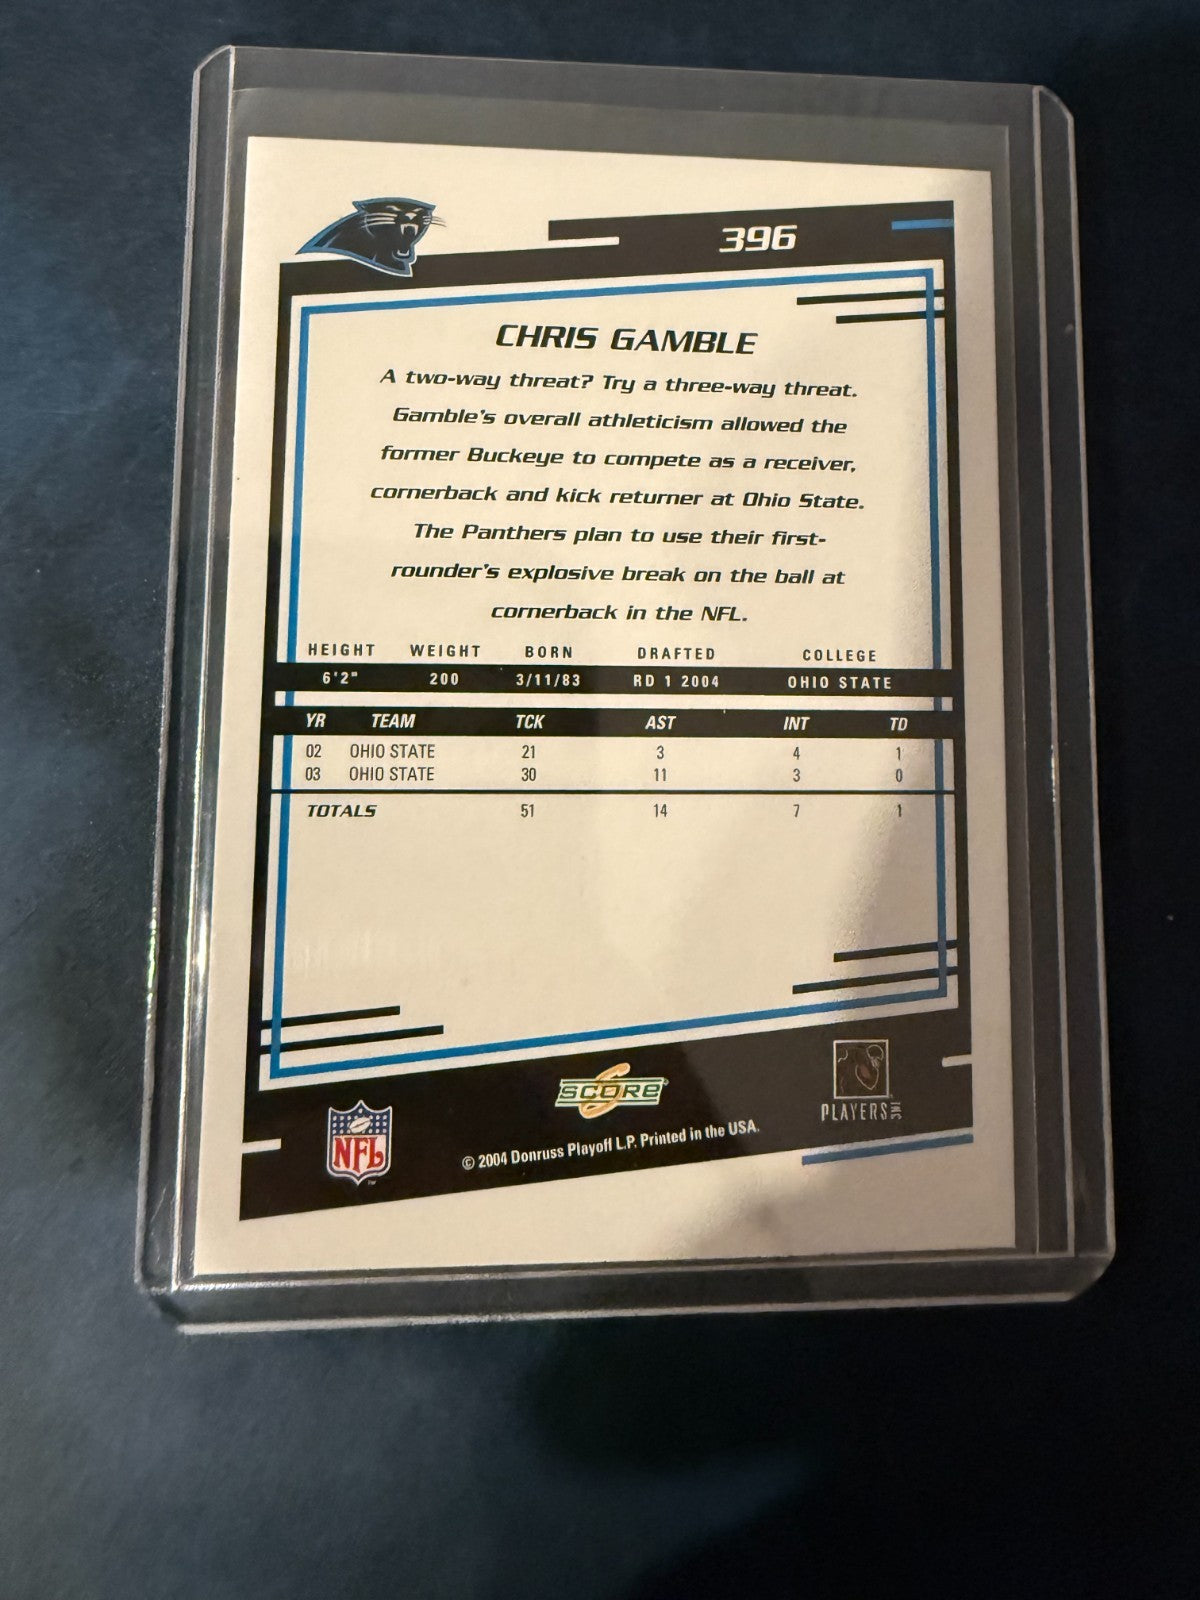 396
CHRIS GAMBLE
A two-way threat? Try a three-way threat.
Gamble's overall athleticism allowed the
former Buckeye to compete as a receiver,
cornerback and kick returner at Ohio State.
The Panthers plan to use their first-
rounder's explosive break on the ball at
cornerback in the NFL.
HEIGHT WEIGHT BORN DRAFTED COLLEGE
6'2" 200 3/11/83 RD 1 2004 OHIO STATE
YR TEAM TCK AST INT TD
02 OHIO STATE 21 3 4 1
03 OHIO STATE 30 11 3 0
TOTALS 51 14 7 1
SCORE
NFL
PLAYERS INC
© 2004 Donruss Playoff L.P. Printed in the USA.